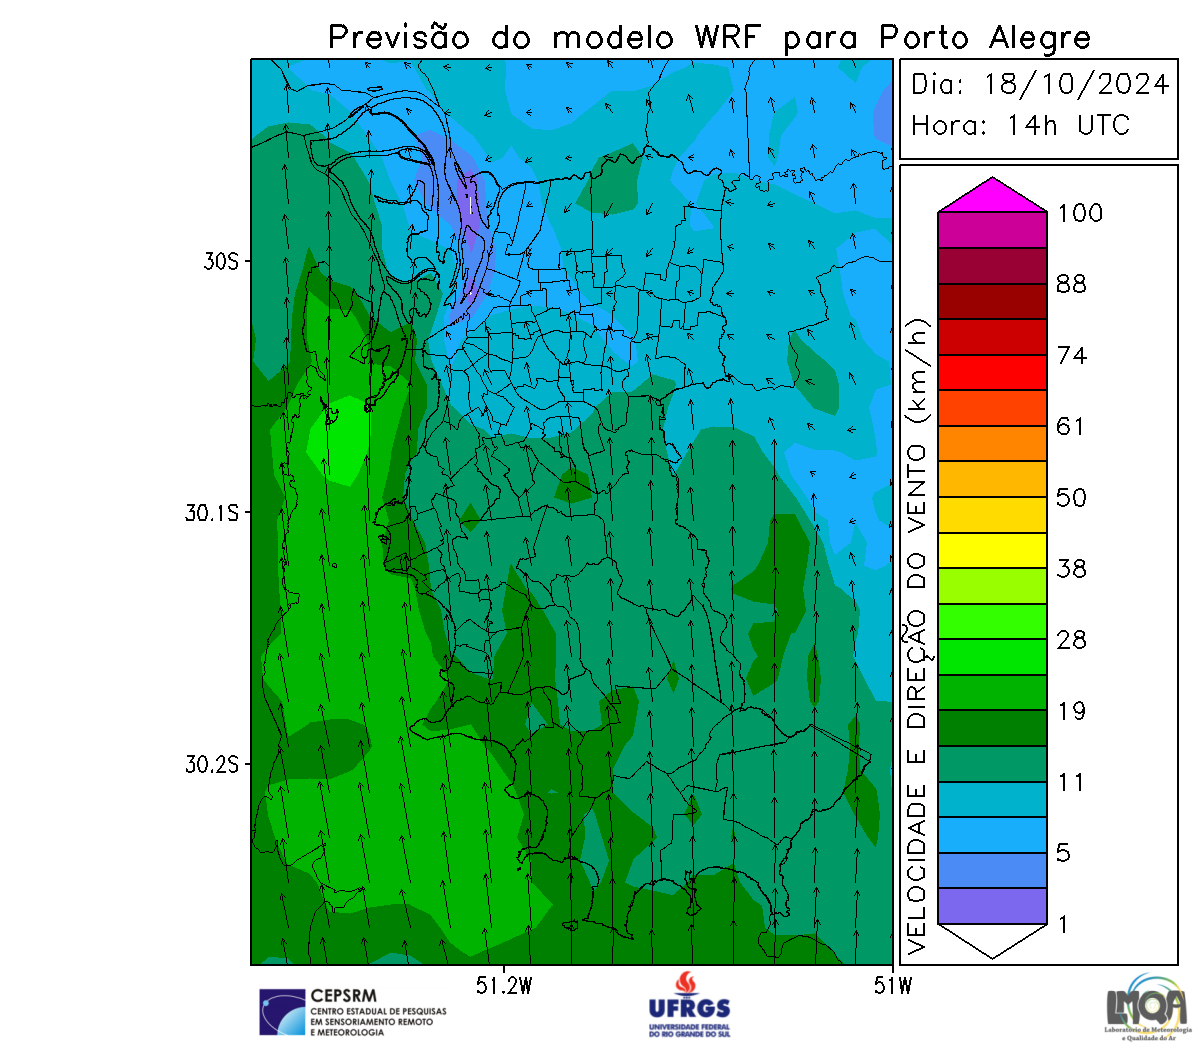 Previsão do modelo WRF para Porto Alegre
Dia: 18/10/2024
Hora: 14h UTC
VELOCIDADE E DIREÇÃO DO VENTO (km/h)
100
88
74
61
50
38
28
19
11
5
1
30S
30.1S
30.2S
51.2W
51W
CEPSRM
CENTRO ESTADUAL DE PESQUISAS
EM SENSORIAMENTO REMOTO
E METEOROLOGIA
UFRGS
UNIVERSIDADE FEDERAL
DO RIO GRANDE DO SUL
LMQA
Laboratório de Meteorologia
e Qualidade do Ar